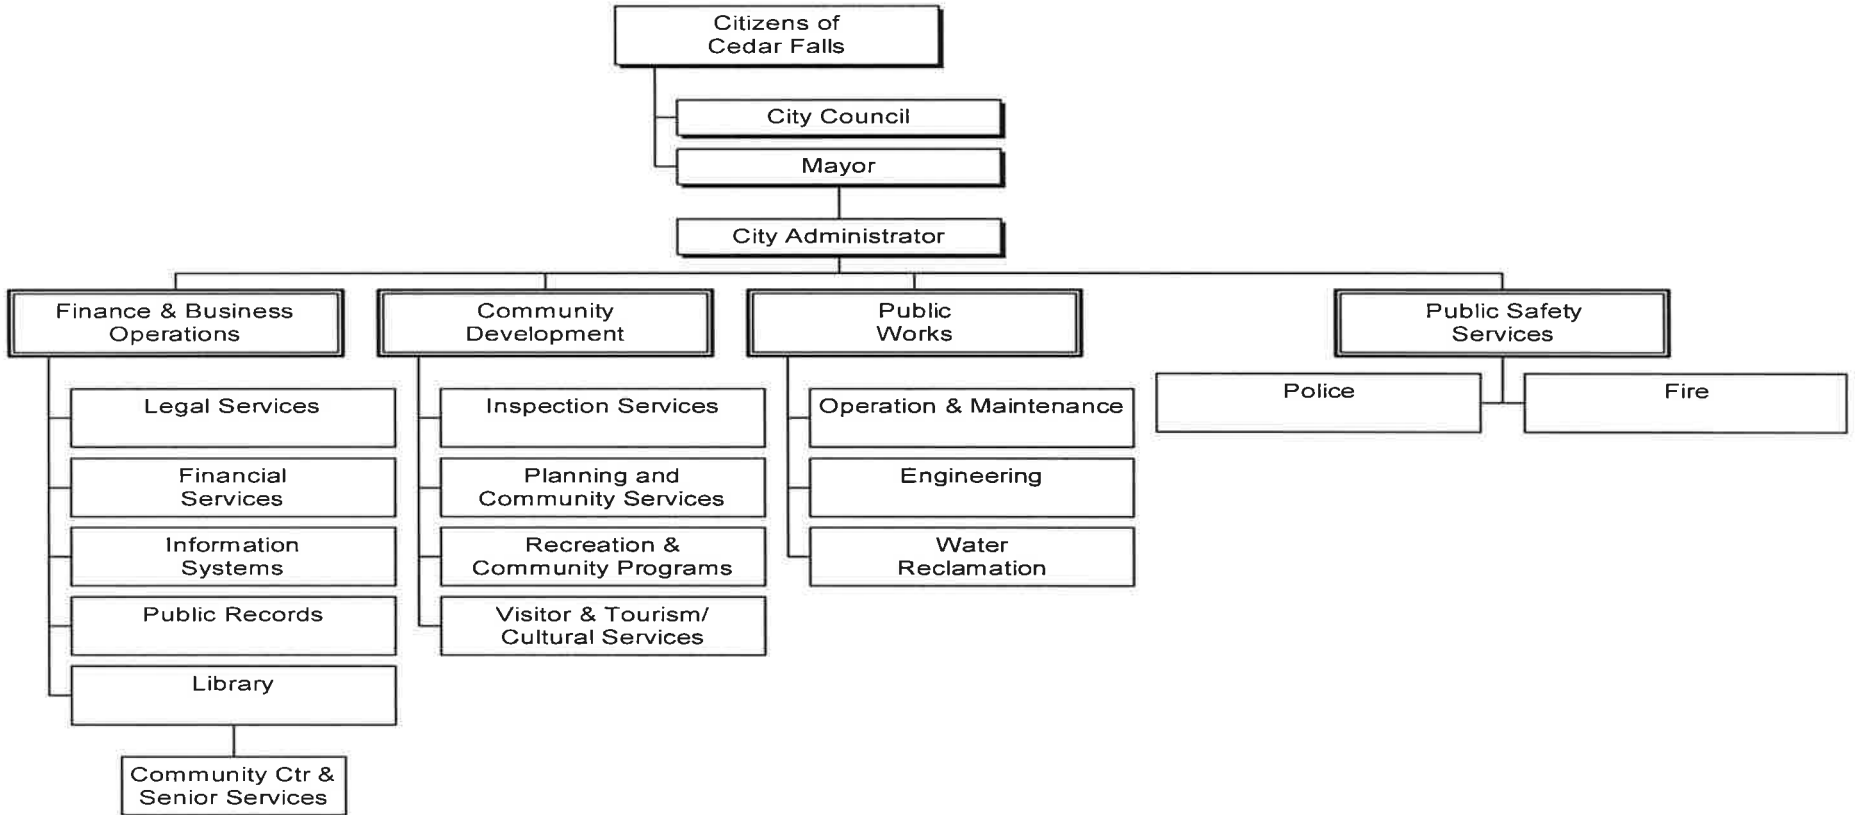 Citizens of
Cedar Falls
City Council
Mayor
City Administrator
Finance & Business
Operations
Community
Development
Public
Works
Public Safety
Services
Legal Services
Financial
Services
Information
Systems
Public Records
Library
Community Ctr &
Senior Services
Inspection Services
Planning and
Community Services
Recreation &
Community Programs
Visitor & Tourism/
Cultural Services
Operation & Maintenance
Engineering
Water
Reclamation
Police
Fire